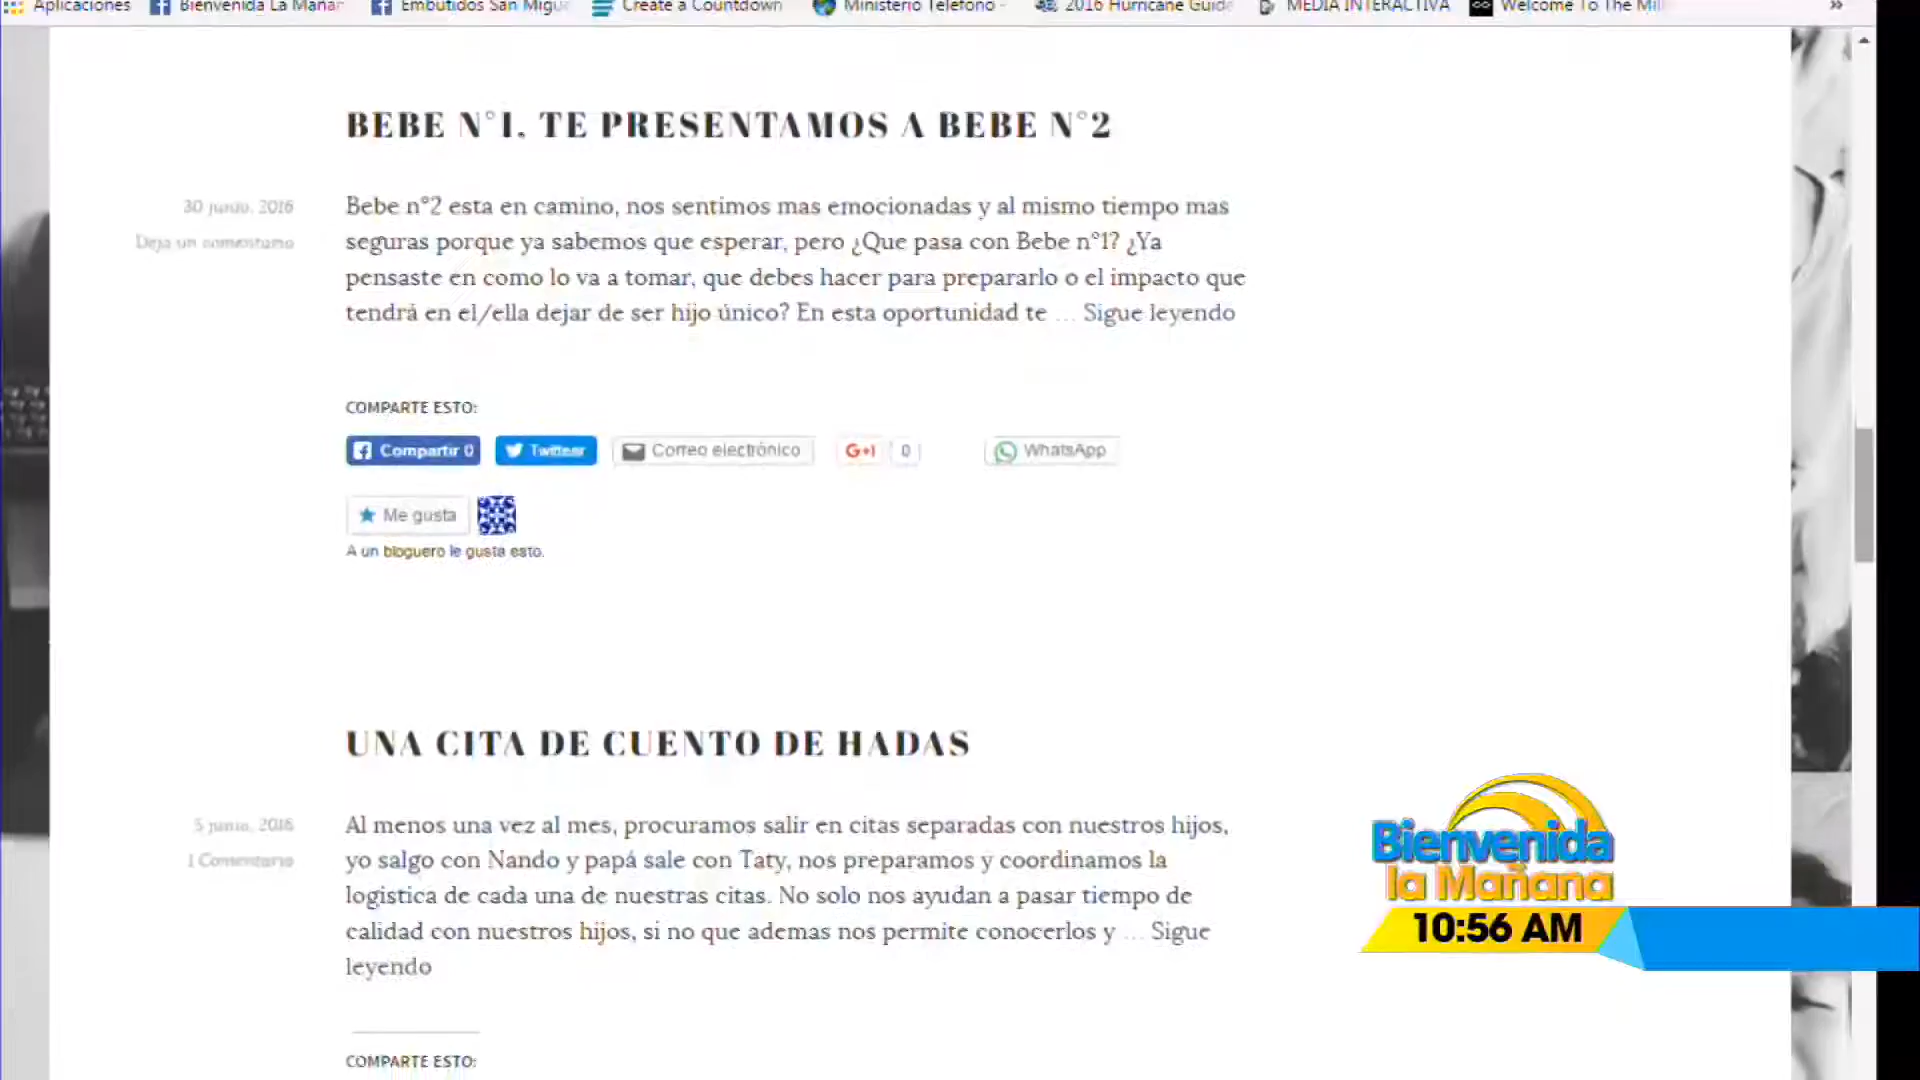 Aplicaciones
Bienvenida La Mañan
Embutidos San Migue
Create a Countdown
Ministerio Telefono -
2016 Hurricane Guide
MEDIA INTERACTIVA
Welcome To The Mill
»
BEBE N°1, TE PRESENTAMOS A BEBE N°2
30 junio, 2016
Deja un comentario
Bebe n°2 esta en camino, nos sentimos mas emocionadas y al mismo tiempo mas
seguras porque ya sabemos que esperar, pero ¿Que pasa con Bebe n°1? ¿Ya
pensaste en como lo va a tomar, que debes hacer para prepararlo o el impacto que
tendrá en el/ella dejar de ser hijo único? En esta oportunidad te … Sigue leyendo
COMPARTE ESTO:
Compartir 0
Twittear
Correo electrónico
G+1
0
WhatsApp
Me gusta
A un bloguero le gusta esto.
UNA CITA DE CUENTO DE HADAS
5 junio, 2016
1 Comentario
Al menos una vez al mes, procuramos salir en citas separadas con nuestros hijos,
yo salgo con Nando y papá sale con Taty, nos preparamos y coordinamos la
logistica de cada una de nuestras citas. No solo nos ayudan a pasar tiempo de
calidad con nuestros hijos, si no que ademas nos permite conocerlos y … Sigue
leyendo
COMPARTE ESTO:
Bienvenida
la Mañana
10:56 AM